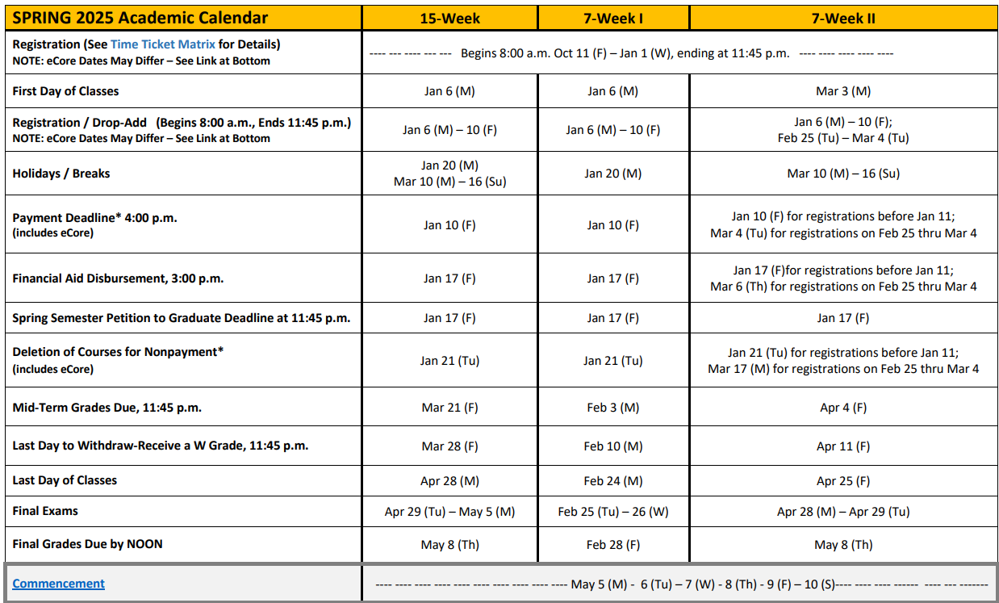 SPRING 2025 Academic Calendar 15-Week 7-Week I 7-Week II
Registration (See Time Ticket Matrix for Details)
NOTE: eCore Dates May Differ – See Link at Bottom
---- --- ---- --- --- Begins 8:00 a.m. Oct 11 (F) – Jan 1 (W), ending at 11:45 p.m. ---- ---- ---- ---- ----
First Day of Classes Jan 6 (M) Jan 6 (M) Mar 3 (M)
Registration / Drop-Add (Begins 8:00 a.m., Ends 11:45 p.m.)
NOTE: eCore Dates May Differ – See Link at Bottom
Jan 6 (M) – 10 (F)
Jan 6 (M) – 10 (F)
Jan 6 (M) – 10 (F);
Feb 25 (Tu) – Mar 4 (Tu)
Holidays / Breaks
Jan 20 (M)
Mar 10 (M) – 16 (Su)
Jan 20 (M)
Mar 10 (M) – 16 (Su)
Payment Deadline* 4:00 p.m.
(includes eCore)
Jan 10 (F)
Jan 10 (F)
Jan 10 (F) for registrations before Jan 11;
Mar 4 (Tu) for registrations on Feb 25 thru Mar 4
Financial Aid Disbursement, 3:00 p.m.
Jan 17 (F)
Jan 17 (F)
Jan 17 (F)for registrations before Jan 11;
Mar 6 (Th) for registrations on Feb 25 thru Mar 4
Spring Semester Petition to Graduate Deadline at 11:45 p.m. Jan 17 (F) Jan 17 (F) Jan 17 (F)
Deletion of Courses for Nonpayment*
(includes eCore)
Jan 21 (Tu)
Jan 21 (Tu)
Jan 21 (Tu) for registrations before Jan 11;
Mar 17 (M) for registrations on Feb 25 thru Mar 4
Mid-Term Grades Due, 11:45 p.m. Mar 21 (F) Feb 3 (M) Apr 4 (F)
Last Day to Withdraw-Receive a W Grade, 11:45 p.m. Mar 28 (F) Feb 10 (M) Apr 11 (F)
Last Day of Classes Apr 28 (M) Feb 24 (M) Apr 25 (F)
Final Exams Apr 29 (Tu) – May 5 (M) Feb 25 (Tu) – 26 (W) Apr 28 (M) – Apr 29 (Tu)
Final Grades Due by NOON May 8 (Th) Feb 28 (F) May 8 (Th)
Commencement ---- ---- ---- ---- ---- ---- ---- ---- ---- ---- May 5 (M) - 6 (Tu) – 7 (W) - 8 (Th) - 9 (F) – 10 (S)---- ---- ---- ------ ---- --- -------